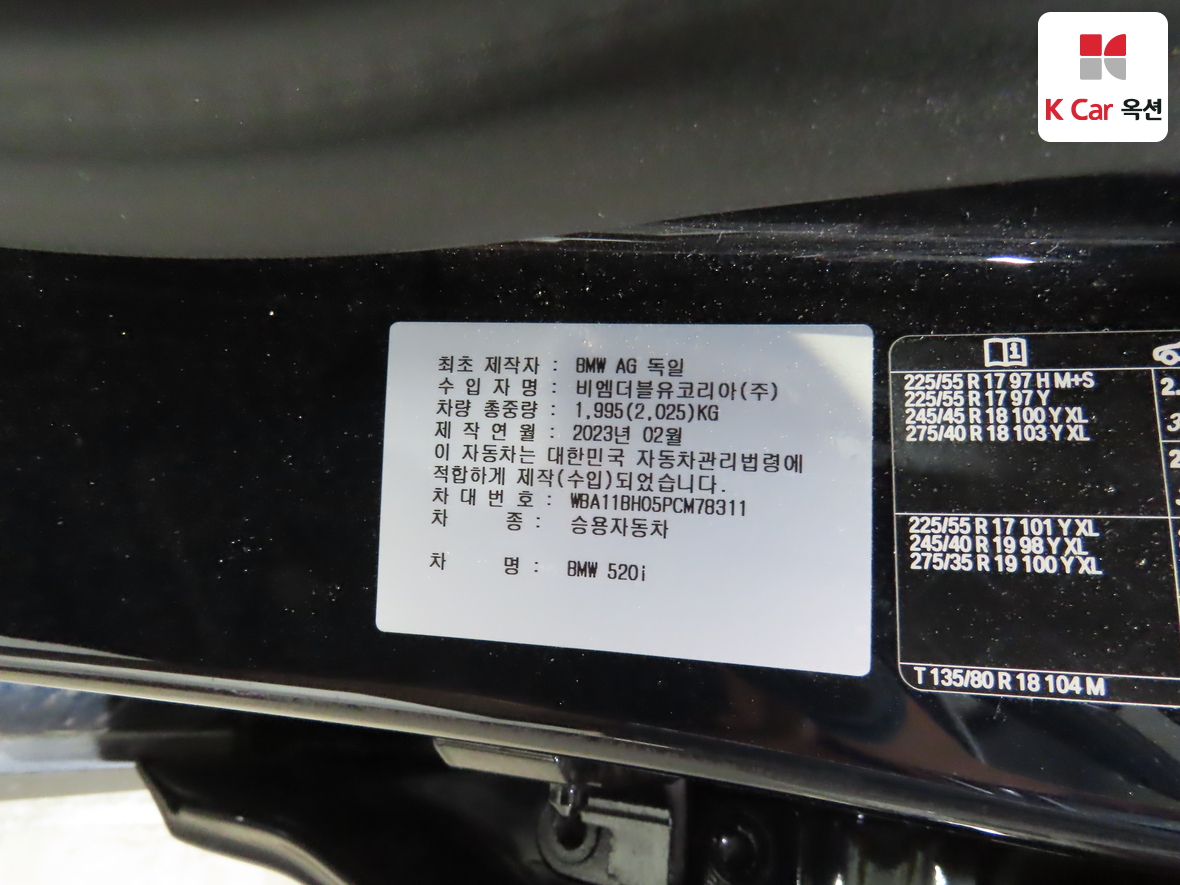 K Car 옥션
최초 제작자 : BMW AG 독일
수 입 자 명 : 비엠더블유코리아(주)
차량 총중량 : 1,995(2,025)KG
제 작 연 월 : 2023년 02월
이 자동차는 대한민국 자동차관리법령에
적합하게 제작(수입)되었습니다.
차 대 번 호 : WBA11BH05PCM78311
차 종 : 승용자동차
차 명 : BMW 520i
225/55 R 17 97 H M+S
225/55 R 17 97 Y
245/45 R 18 100 Y XL
275/40 R 18 103 Y XL
225/55 R 17 101 Y XL
245/40 R 19 98 Y XL
275/35 R 19 100 Y XL
T 135/80 R 18 104 M